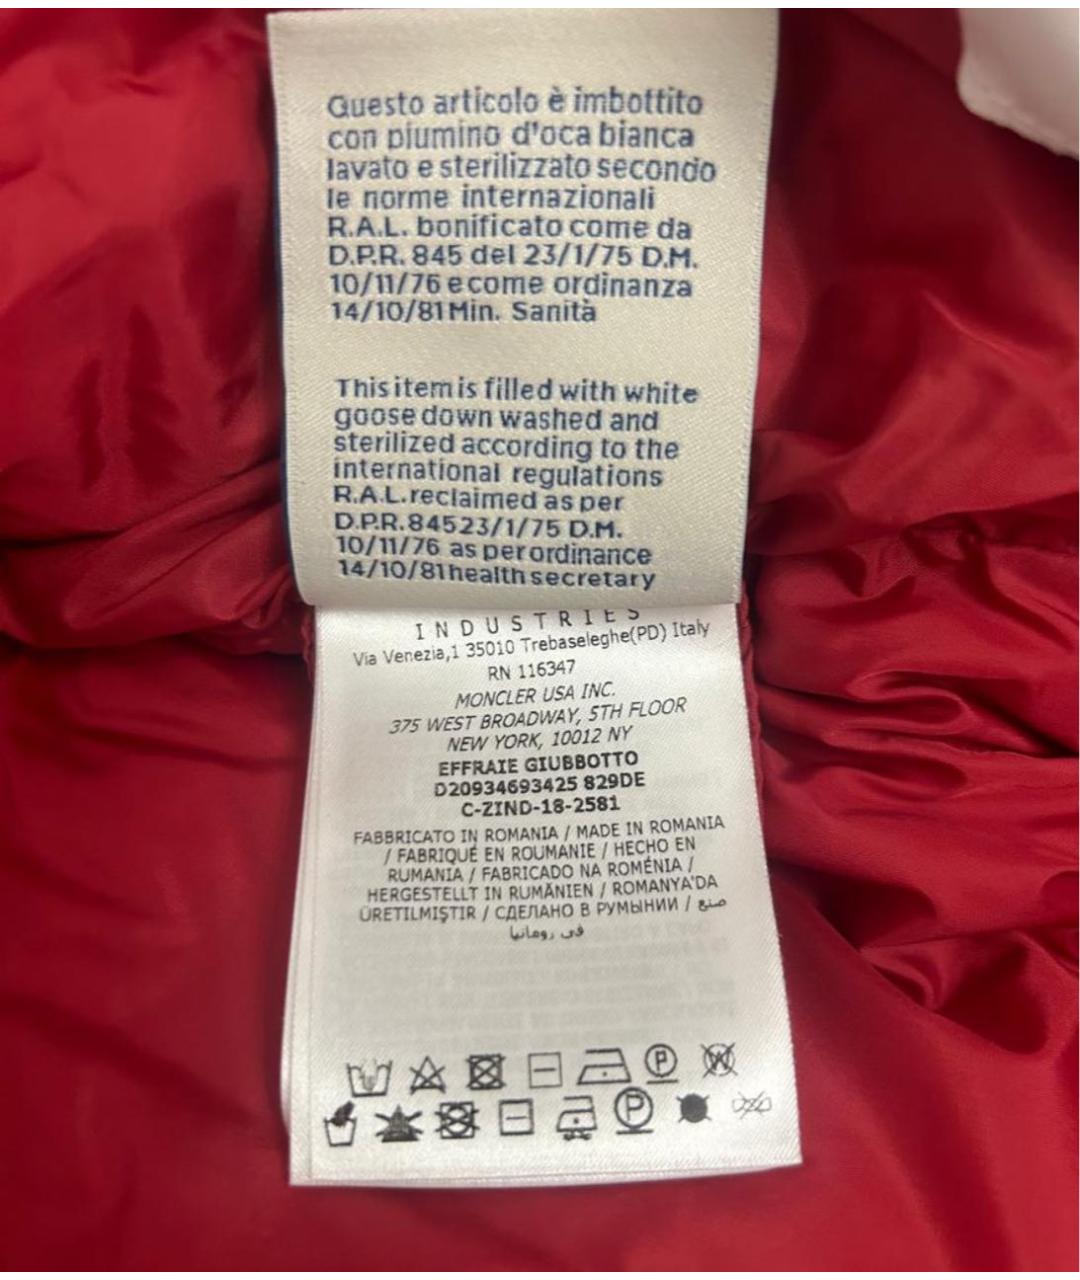 Questo articolo è imbottito
con piumino d'oca bianca
lavato e sterilizzato secondo
le norme internazionali
R.A.L. bonificato come da
D.P.R. 845 del 23/1/75 D.M.
10/11/76 e come ordinanza
14/10/81 Min. Sanità
This item is filled with white
goose down washed and
sterilized according to the
international regulations
R.A.L. reclaimed as per
D.P.R. 845 23/1/75 D.M.
10/11/76 as per ordinance
14/10/81 health secretary
INDUSTRIES
Via Venezia,1 35010 Trebaseleghe(PD) Italy
RN 116347
MONCLER USA INC.
375 WEST BROADWAY, 5TH FLOOR
NEW YORK, 10012 NY
EFFRAIE GIUBBOTTO
D20934693425 829DE
C-ZIND-18-2581
FABBRICATO IN ROMANIA / MADE IN ROMANIA
/ FABRIQUÉ EN ROUMANIE / HECHO EN
RUMANIA / FABRICADO NA ROMÉNIA /
HERGESTELLT IN RUMÄNIEN / ROMANYA'DA
ÜRETILMIŞTIR / СДЕЛАНО В РУМЫНИИ / صنع
في رومانيا
P W
P